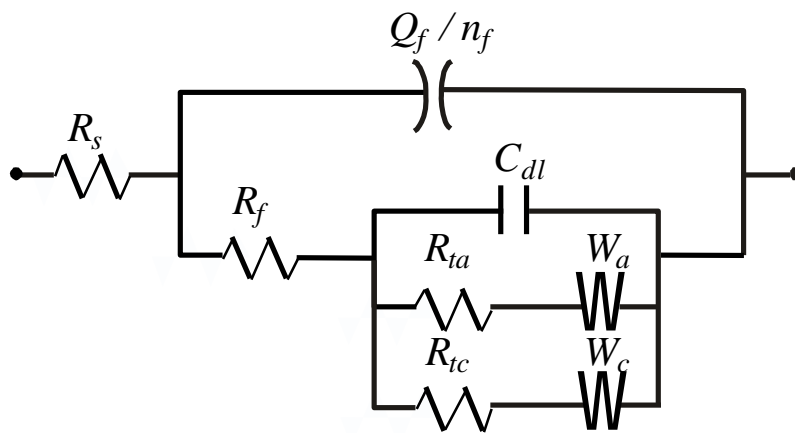 Q_f / n_f
R_s
C_dl
R_f
R_ta
W_a
R_tc
W_c